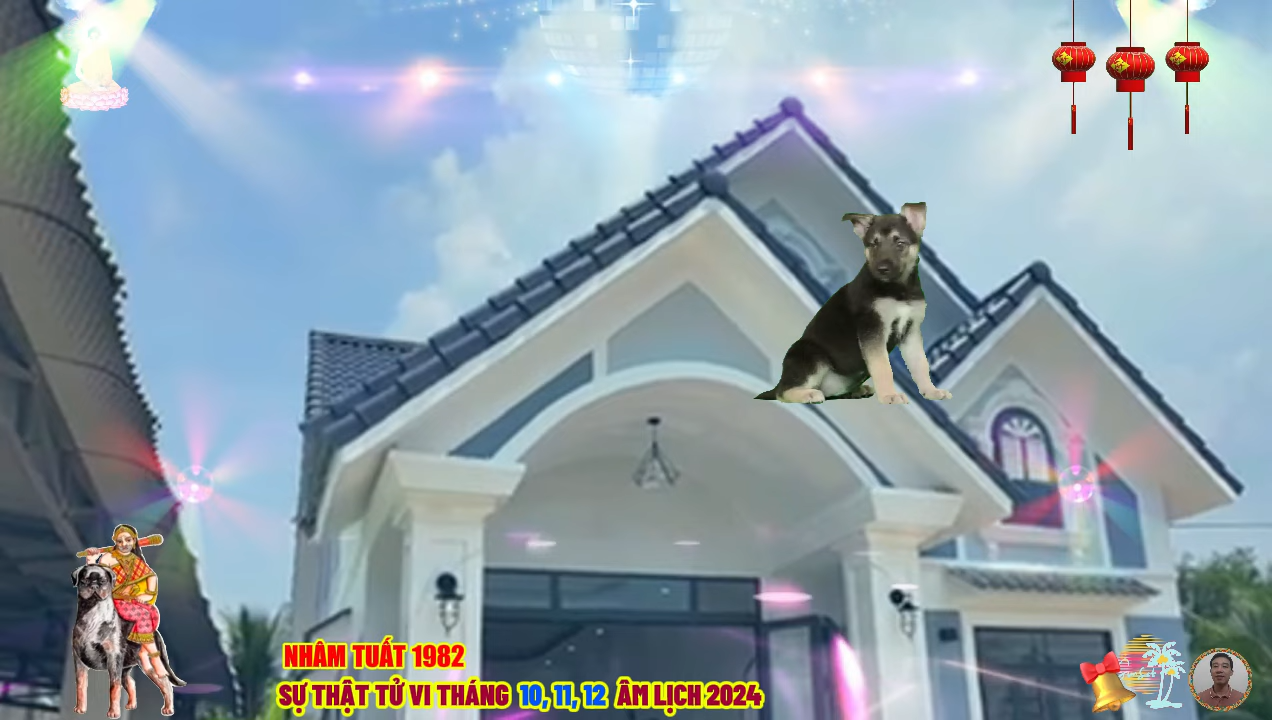 NHÂM TUẤT 1982
SỰ THẬT TỬ VI THÁNG 10, 11, 12 ÂM LỊCH 2024